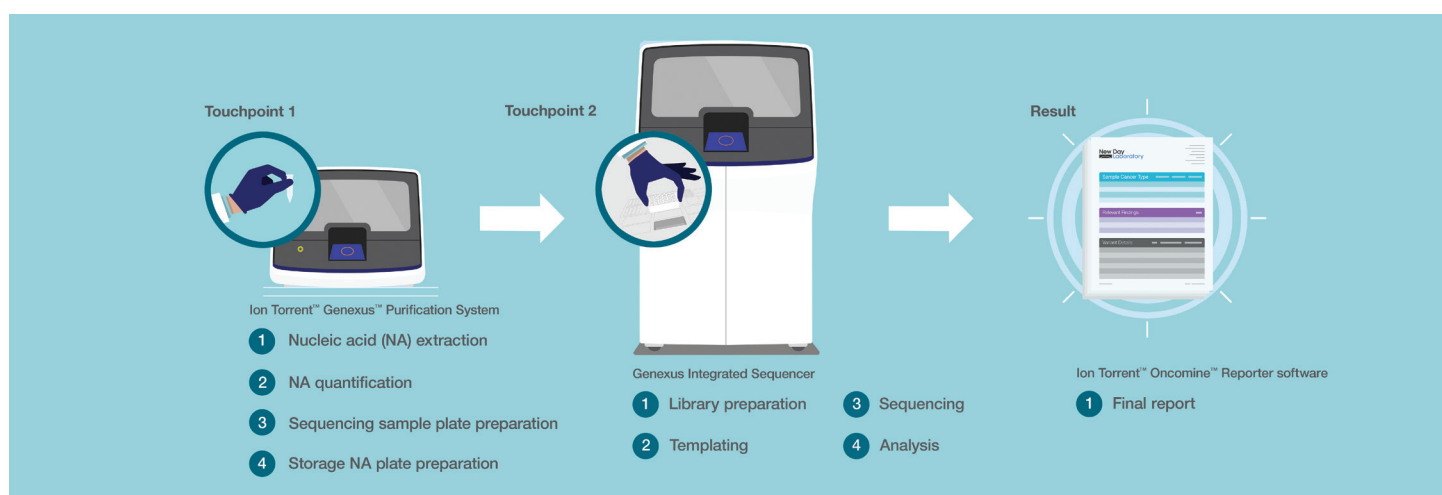 Touchpoint 1
Ion Torrent™ Genexus™ Purification System
1 Nucleic acid (NA) extraction
2 NA quantification
3 Sequencing sample plate preparation
4 Storage NA plate preparation
Touchpoint 2
Genexus Integrated Sequencer
1 Library preparation
2 Templating
3 Sequencing
4 Analysis
Result
New Day
Laboratory
Sample Cancer Type
Relevant Findings
Variant Details
Ion Torrent™ Oncomine™ Reporter software
1 Final report